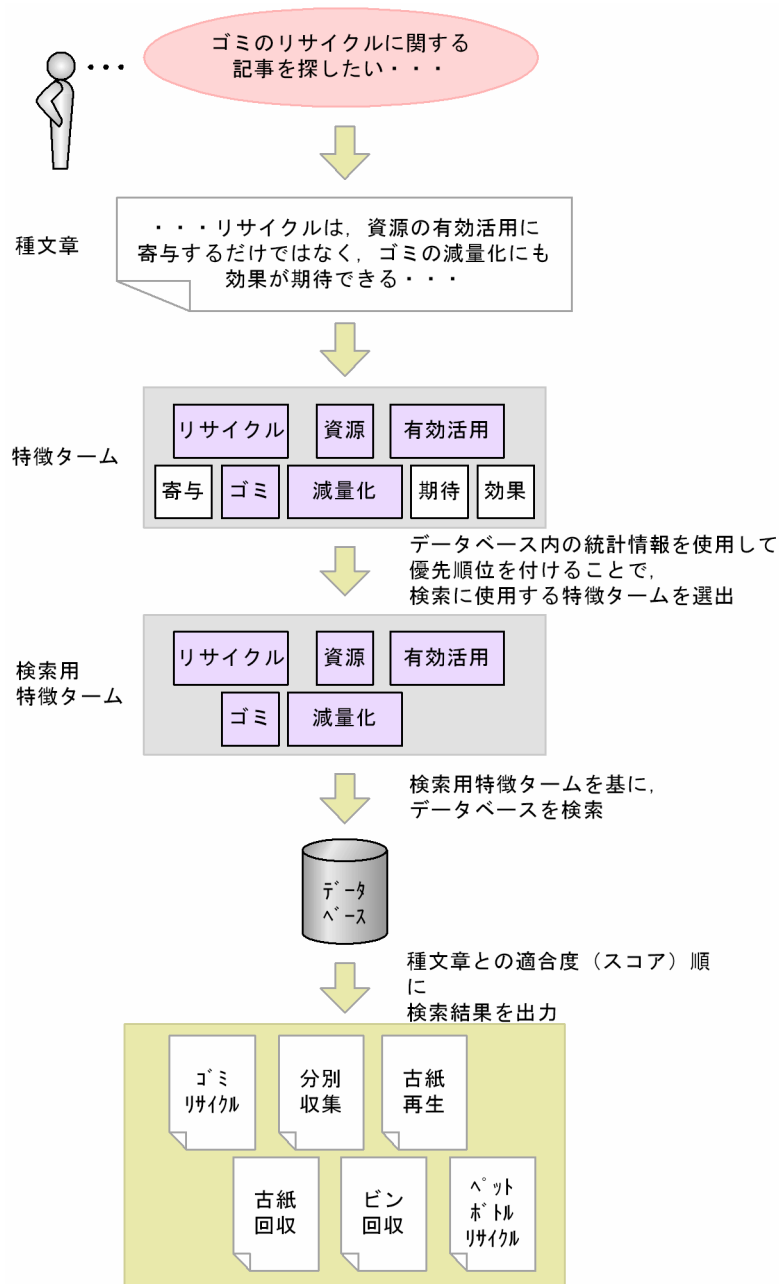 ゴミのリサイクルに関する
記事を探したい・・・
種文章
・・・リサイクルは，資源の有効活用に
寄与するだけではなく，ゴミの減量化にも
効果が期待できる・・・
特徴ターム
リサイクル 資源 有効活用
寄与 ゴミ 減量化 期待 効果
データベース内の統計情報を使用して
優先順位を付けることで，
検索に使用する特徴タームを選出
検索用
特徴ターム
リサイクル 資源 有効活用
ゴミ 減量化
検索用特徴タームを基に，
データベースを検索
ﾃﾞｰﾀ
ﾍﾞｰｽ
種文章との適合度（スコア）順
に
検索結果を出力
ｺﾞﾐ
ﾘｻｲｸﾙ
分別
収集
古紙
再生
古紙
回収
ビン
回収
ﾍﾟｯﾄ
ﾎﾞﾄﾙ
ﾘｻｲｸﾙ